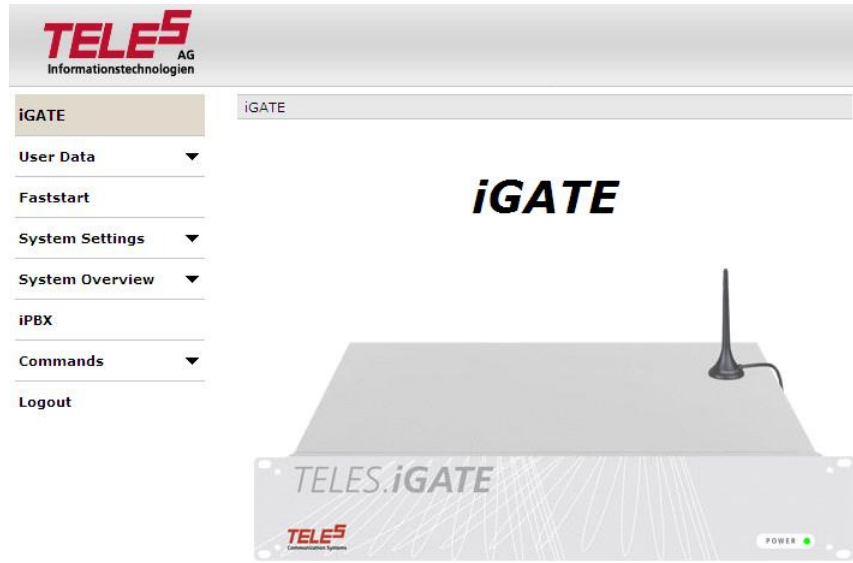 TELES
AG
Informationstechnologien
iGATE
iGATE
User Data
Faststart
System Settings
System Overview
iPBX
Commands
Logout
iGATE
TELES.iGATE
TELES
Communication Systems
POWER